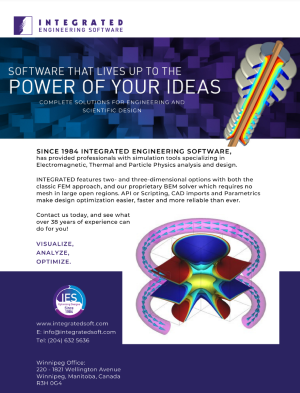 INTEGRATED
ENGINEERING SOFTWARE
SOFTWARE THAT LIVES UP TO THE
POWER OF YOUR IDEAS
COMPLETE SOLUTIONS FOR ENGINEERING AND
SCIENTIFIC DESIGN
SINCE 1984 INTEGRATED ENGINEERING SOFTWARE,
has provided professionals with simulation tools specializing in
Electromagnetic, Thermal and Particle Physics analysis and design.
INTEGRATED features two- and three-dimensional options with both the
classic FEM approach, and our proprietary BEM solver which requires no
mesh in large open regions. API or Scripting, CAD imports and Parametrics
make design optimization easier, faster and more reliable than ever.
Contact us today, and see what
over 38 years of experience can
do for you!
VISUALIZE,
ANALYZE,
OPTIMIZE.
IES
Since
1984
www.integratedsoft.com
E: info@integratedsoft.com
Tel: (204) 632 5636
Winnipeg Office:
220 - 1821 Wellington Avenue
Winnipeg, Manitoba, Canada
R3H 0G4